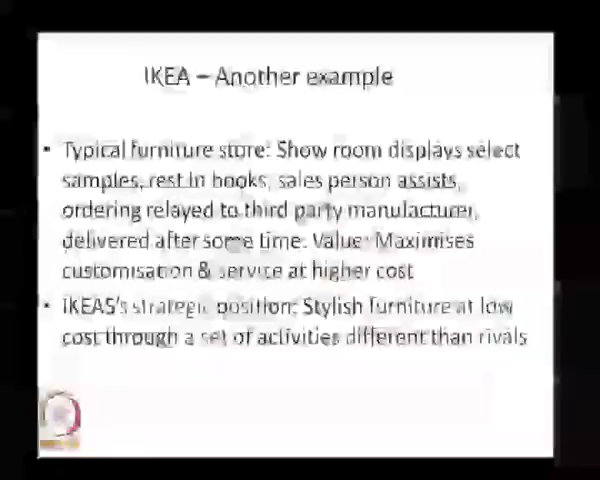 IKEA – Another example
• Typical furniture store: Show room displays select
samples, rest in books, sales person assists,
ordering relayed to third party manufacturer,
delivered after some time. Value: Maximises
customisation & service at higher cost
• IKEAS's strategic position: Stylish furniture at low
cost through a set of activities different than rivals